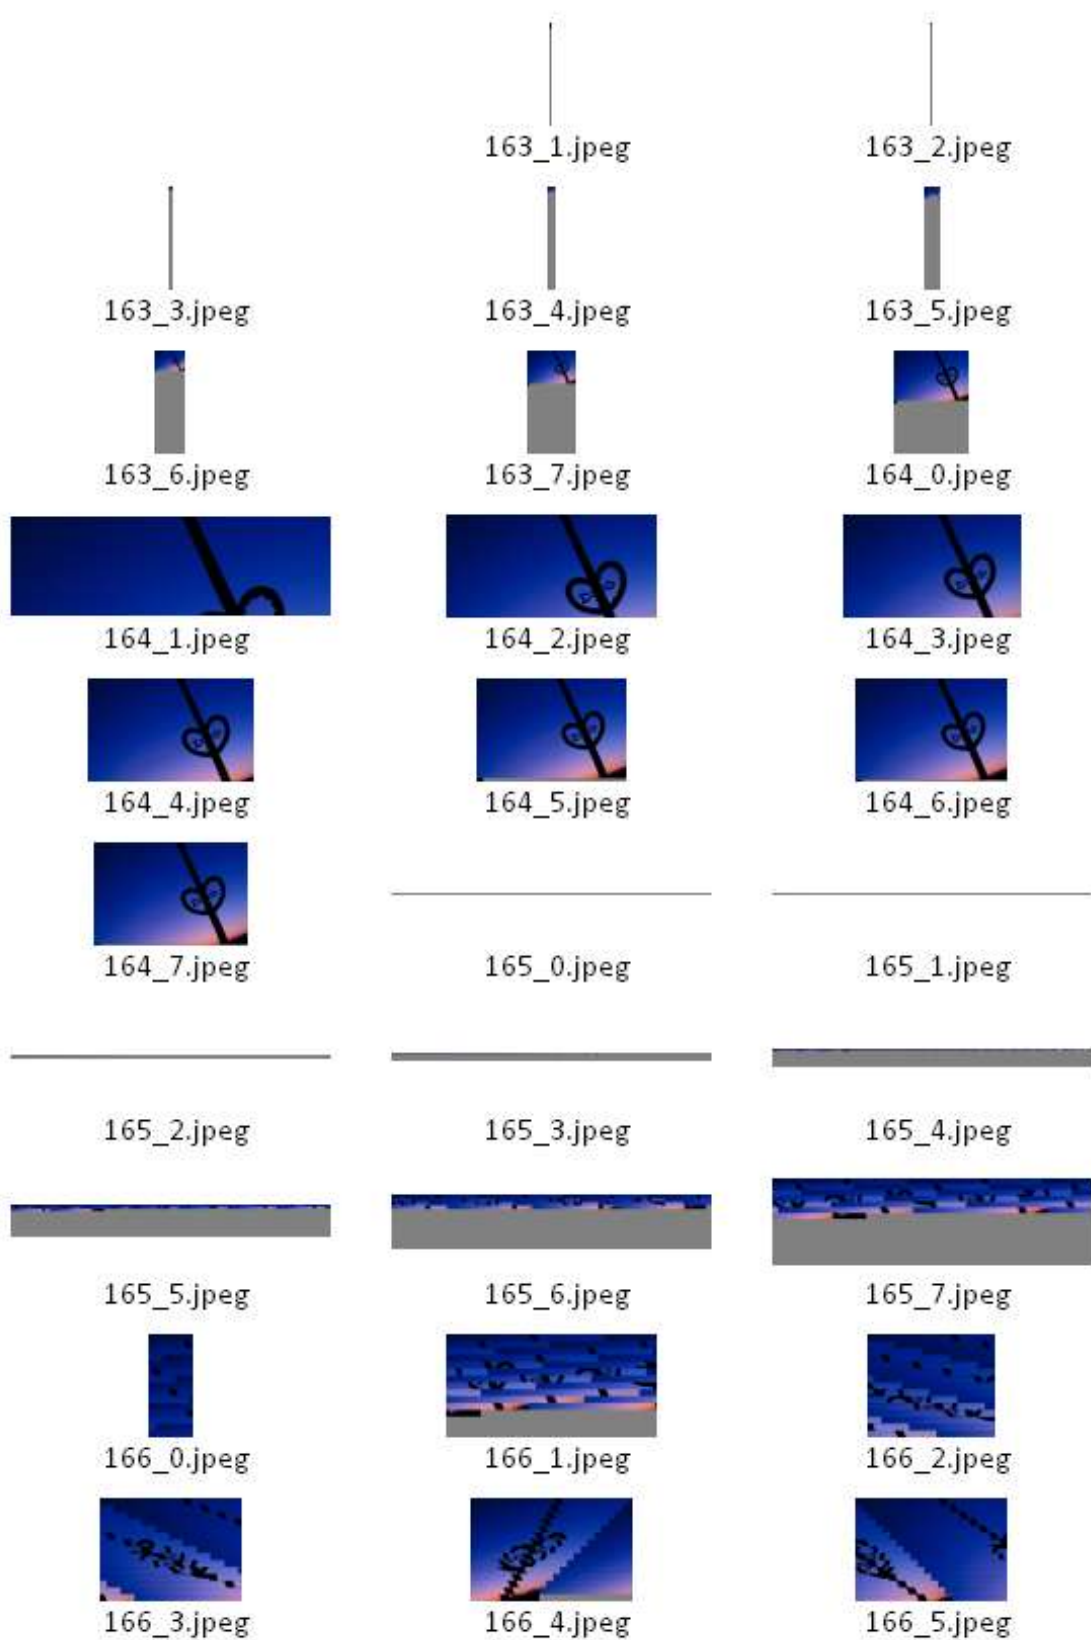 163_1.jpeg 163_2.jpeg
163_3.jpeg 163_4.jpeg 163_5.jpeg
163_6.jpeg 163_7.jpeg 164_0.jpeg
164_1.jpeg 164_2.jpeg 164_3.jpeg
164_4.jpeg 164_5.jpeg 164_6.jpeg
164_7.jpeg 165_0.jpeg 165_1.jpeg
165_2.jpeg 165_3.jpeg 165_4.jpeg
165_5.jpeg 165_6.jpeg 165_7.jpeg
166_0.jpeg 166_1.jpeg 166_2.jpeg
166_3.jpeg 166_4.jpeg 166_5.jpeg